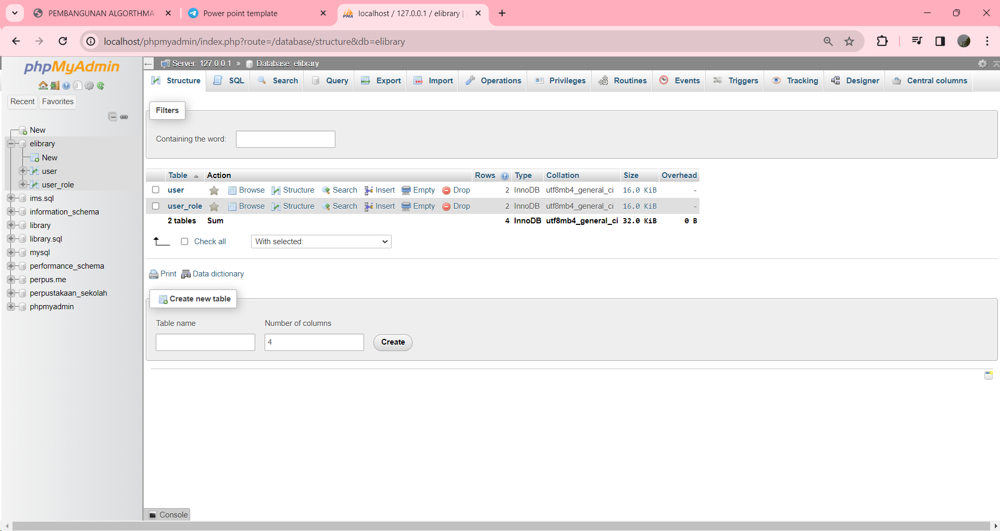 PEMBANGUNAN ALGORTHMA
Power point template
localhost / 127.0.0.1 / elibrary |
localhost/phpmyadmin/index.php?route=/database/structure&db=elibrary
phpMyAdmin
Recent Favorites
New
elibrary
New
user
user_role
ims.sql
information_schema
library
library.sql
mysql
performance_schema
perpus.me
perpustakaan_sekolah
phpmyadmin
Server: 127.0.0.1 » Database: elibrary
Structure SQL Search Query Export Import Operations Privileges Routines Events Triggers Tracking Designer Central columns
Filters
Containing the word:
Table Action Rows Type Collation Size Overhead
user Browse Structure Search Insert Empty Drop 2 InnoDB utf8mb4_general_ci 16.0 KiB -
user_role Browse Structure Search Insert Empty Drop 2 InnoDB utf8mb4_general_ci 16.0 KiB -
2 tables Sum 4 InnoDB utf8mb4_general_ci 32.0 KiB 0 B
Check all With selected:
Print Data dictionary
Create new table
Table name Number of columns
4 Create
Console